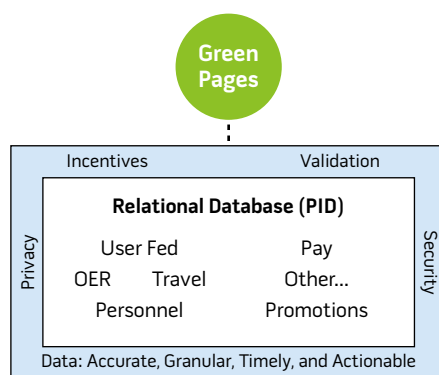 Green
Pages
Incentives Validation
Privacy
Relational Database (PID)
Security
User Fed Pay
OER Travel Other...
Personnel Promotions
Data: Accurate, Granular, Timely, and Actionable